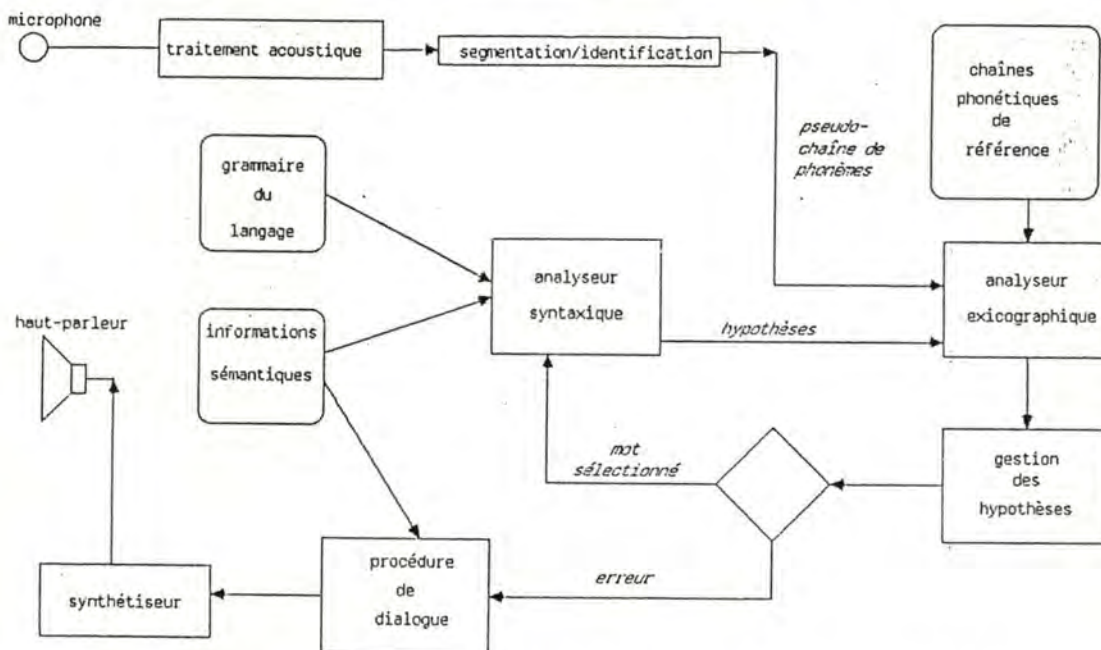 microphone
traitement acoustique
segmentation/identification
chaînes
phonétiques
de
référence
pseudo-
chaîne de
phonèmes
grammaire
du
langage
analyseur
syntaxique
analyseur
exicographique
hypothèses
haut-parleur
informations
sémantiques
mot
sélectionné
gestion
des
hypothèses
procédure
de
dialogue
erreur
synthétiseur